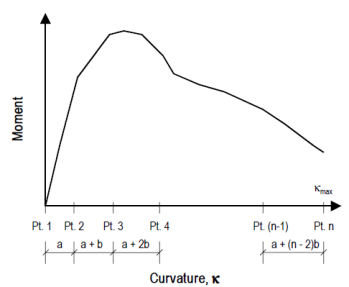 Moment
κmax
Pt. 1 Pt. 2 Pt. 3 Pt. 4 Pt. (n-1) Pt. n
a a + b a + 2b a + (n - 2)b
Curvature, κ